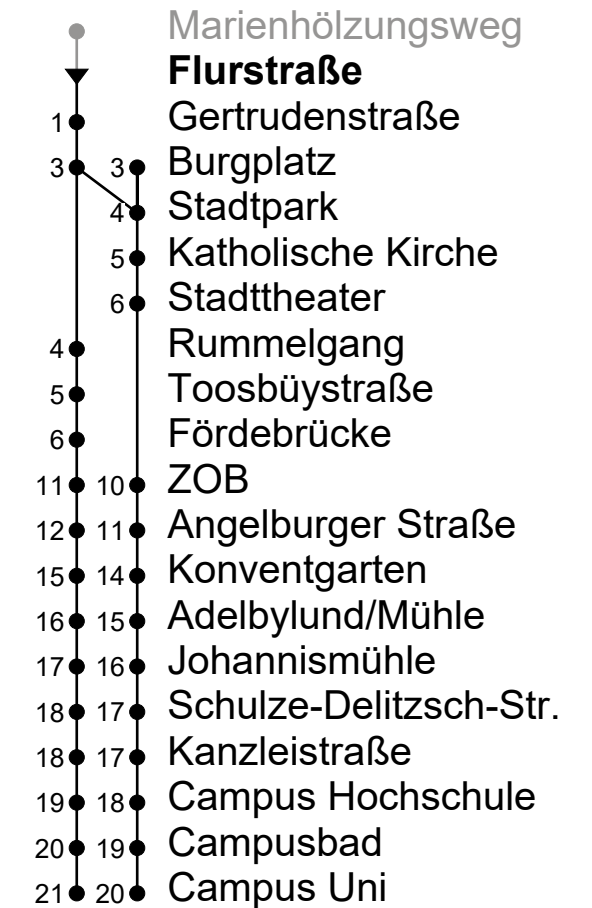 Marienhölzungsweg
Flurstraße
1 Gertrudenstraße
3 3 Burgplatz
4 Stadtpark
5 Katholische Kirche
6 Stadttheater
4 Rummelgang
5 Toosbüystraße
6 Fördebrücke
11 10 ZOB
12 11 Angelburger Straße
15 14 Konventgarten
16 15 Adelbylund/Mühle
17 16 Johannismühle
18 17 Schulze-Delitzsch-Str.
18 17 Kanzleistraße
19 18 Campus Hochschule
20 19 Campusbad
21 20 Campus Uni